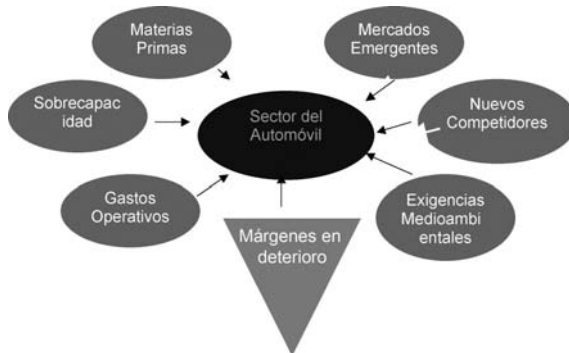 Materias
Primas
Mercados
Emergentes
Sobrecapac
idad
Sector del
Automóvil
Nuevos
Competidores
Gastos
Operativos
Márgenes en
deterioro
Exigencias
Medioambi
entales